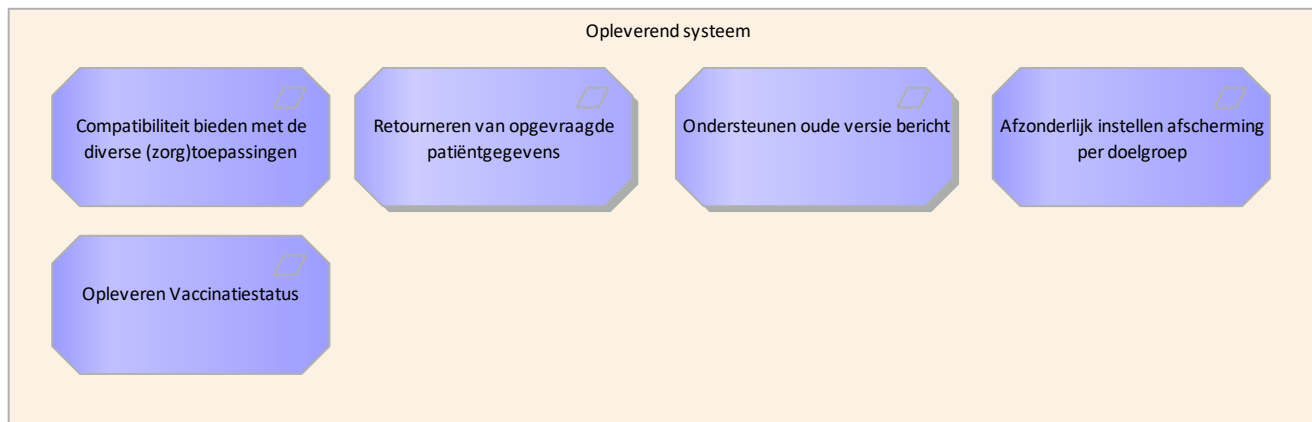 Opleverend systeem
Compatibiliteit bieden met de
diverse (zorg)toepassingen
Retourneren van opgevraagde
patiëntgegevens
Ondersteunen oude versie bericht
Afzonderlijk instellen afscherming
per doelgroep
Opleveren Vaccinatiestatus